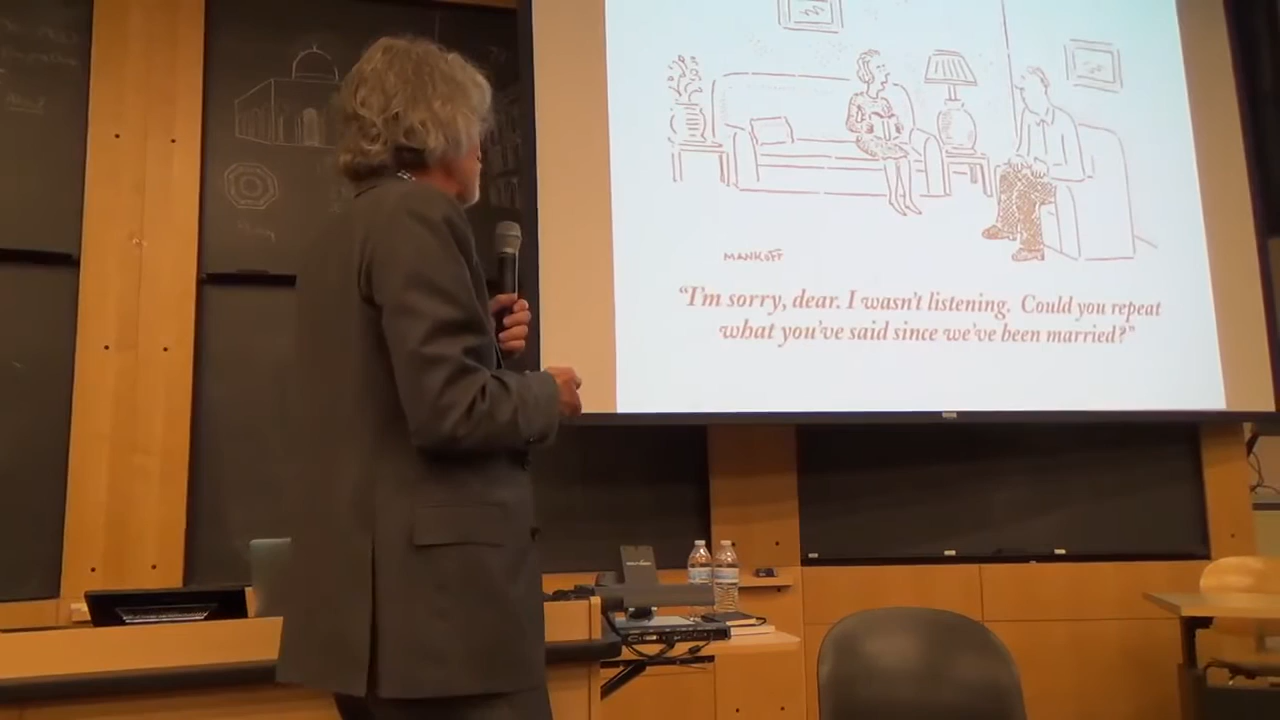 MANKOFF
“I'm sorry, dear. I wasn't listening. Could you repeat
what you've said since we've been married?”